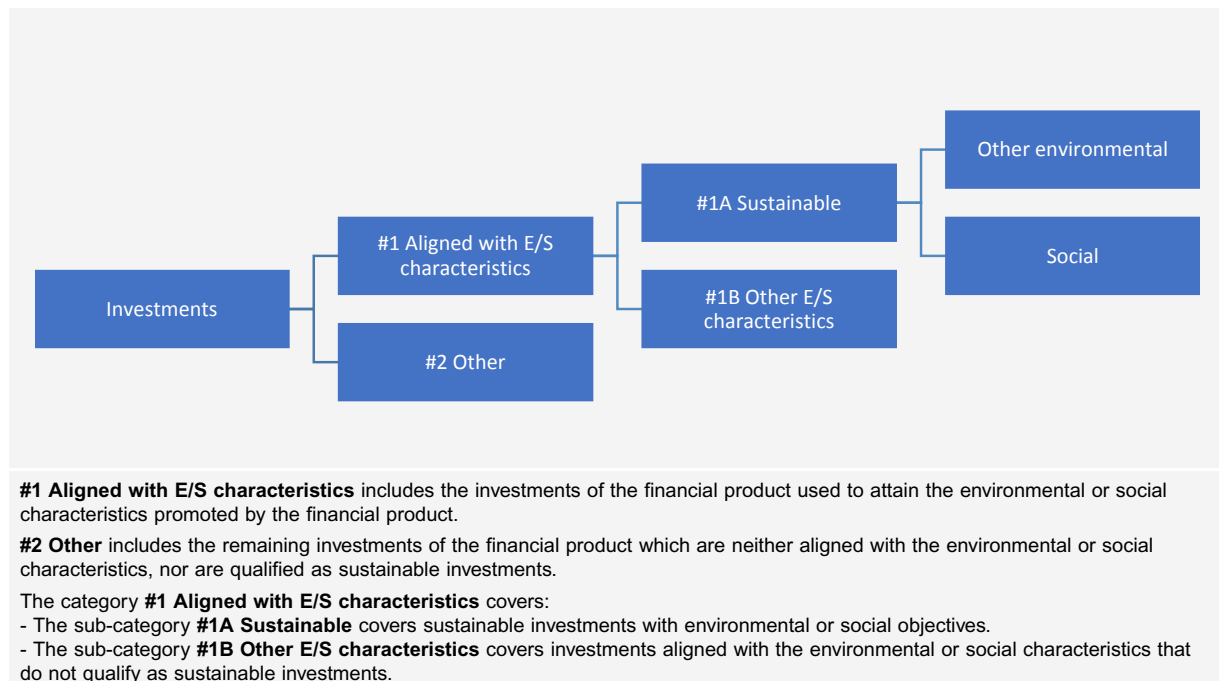 Other environmental
#1A Sustainable
#1 Aligned with E/S
characteristics
Social
Investments
#1B Other E/S
characteristics
#2 Other
#1 Aligned with E/S characteristics includes the investments of the financial product used to attain the environmental or social
characteristics promoted by the financial product.
#2 Other includes the remaining investments of the financial product which are neither aligned with the environmental or social
characteristics, nor are qualified as sustainable investments.
The category #1 Aligned with E/S characteristics covers:
- The sub-category #1A Sustainable covers sustainable investments with environmental or social objectives.
- The sub-category #1B Other E/S characteristics covers investments aligned with the environmental or social characteristics that
do not qualify as sustainable investments.